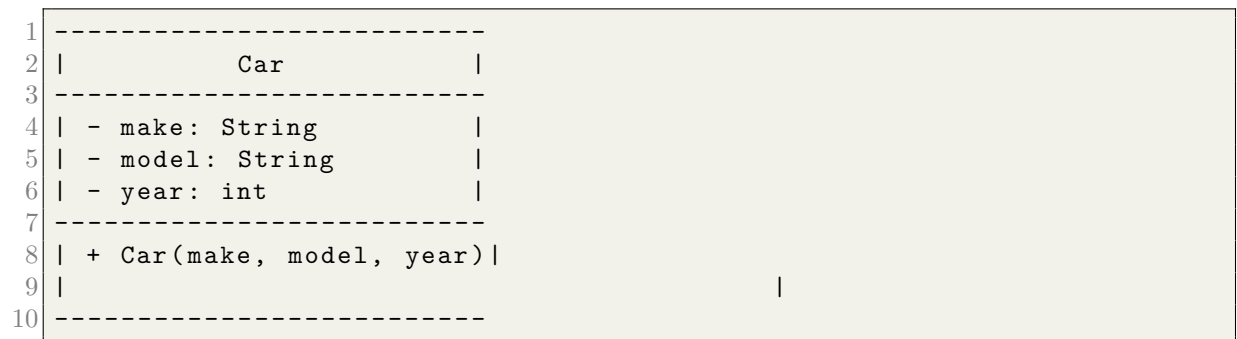 1 --------------------------
2 |          Car           |
3 --------------------------
4 | - make: String         |
5 | - model: String        |
6 | - year: int            |
7 --------------------------
8 | + Car(make, model, year)|
9 |                                          |
10 --------------------------